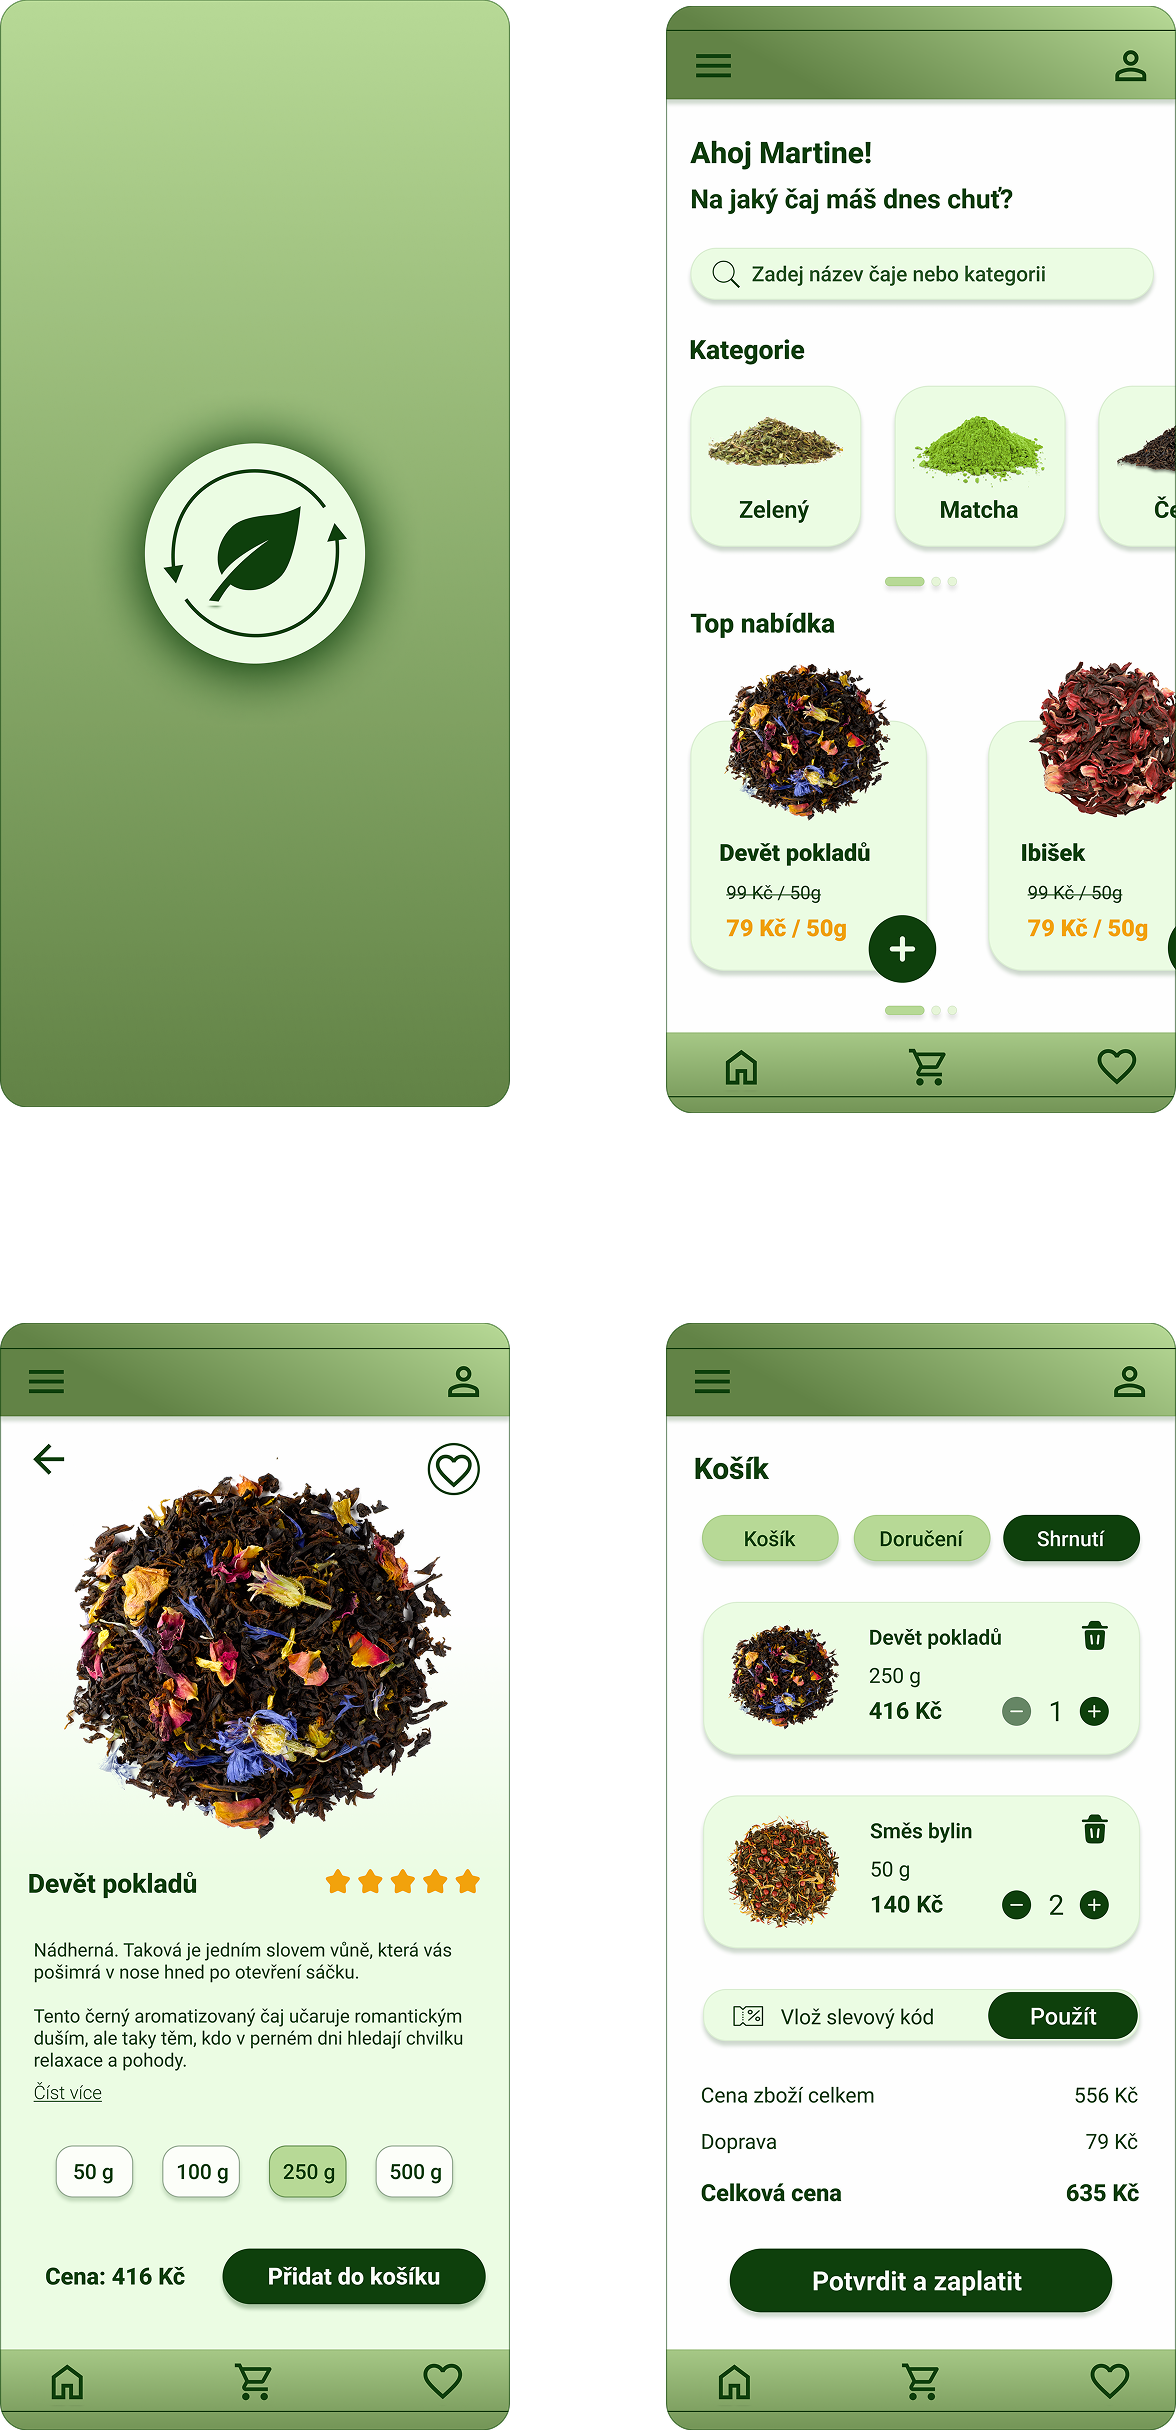 Ahoj Martine!
Na jaký čaj máš dnes chuť?
Zadej název čaje nebo kategorii
Kategorie
Zelený
Matcha
Če
Top nabídka
Devět pokladů
99 Kč / 50g
79 Kč / 50g
Ibišek
99 Kč / 50g
79 Kč / 50g
Devět pokladů
Nádherná. Taková je jedním slovem vůně, která vás
pošimrá v nose hned po otevření sáčku.
Tento černý aromatizovaný čaj učaruje romantickým
duším, ale taky těm, kdo v perném dni hledají chvilku
relaxace a pohody.
Číst více
50 g
100 g
250 g
500 g
Cena: 416 Kč
Přidat do košíku
Košík
Košík
Doručení
Shrnutí
Devět pokladů
250 g
416 Kč
1
Směs bylin
50 g
140 Kč
2
Vlož slevový kód
Použít
Cena zboží celkem 556 Kč
Doprava 79 Kč
Celková cena 635 Kč
Potvrdit a zaplatit